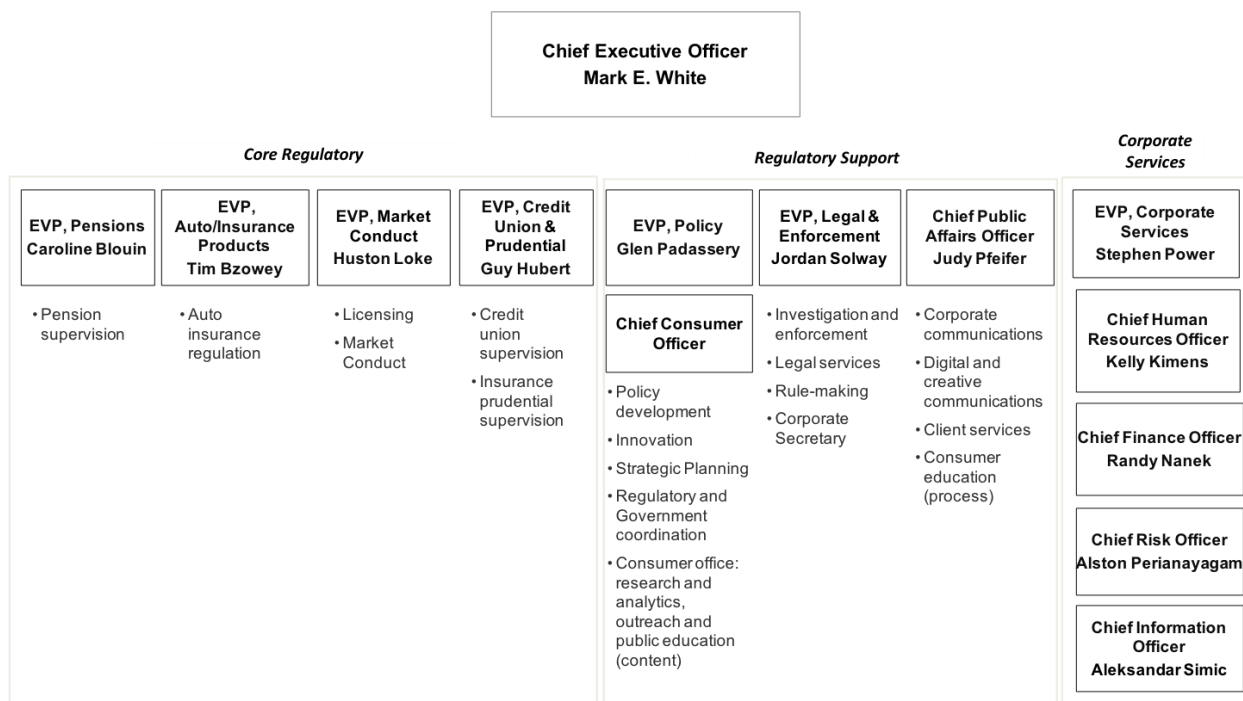 Chief Executive Officer
Mark E. White
Core Regulatory
Regulatory Support
Corporate
Services
EVP, Pensions
Caroline Blouin
• Pension
supervision
EVP,
Auto/Insurance
Products
Tim Bzowey
• Auto
insurance
regulation
EVP, Market
Conduct
Huston Loke
• Licensing
• Market
Conduct
EVP, Credit
Union &
Prudential
Guy Hubert
• Credit
union
supervision
• Insurance
prudential
supervision
EVP, Policy
Glen Padassery
Chief Consumer
Officer
• Policy
development
• Innovation
• Strategic Planning
• Regulatory and
Government
coordination
• Consumer office:
research and
analytics,
outreach and
public education
(content)
EVP, Legal &
Enforcement
Jordan Solway
• Investigation and
enforcement
• Legal services
• Rule-making
• Corporate
Secretary
Chief Public
Affairs Officer
Judy Pfeifer
• Corporate
communications
• Digital and
creative
communications
• Client services
• Consumer
education
(process)
EVP, Corporate
Services
Stephen Power
Chief Human
Resources Officer
Kelly Kimens
Chief Finance Officer
Randy Nanek
Chief Risk Officer
Alston Perianayagam
Chief Information
Officer
Aleksandar Simic